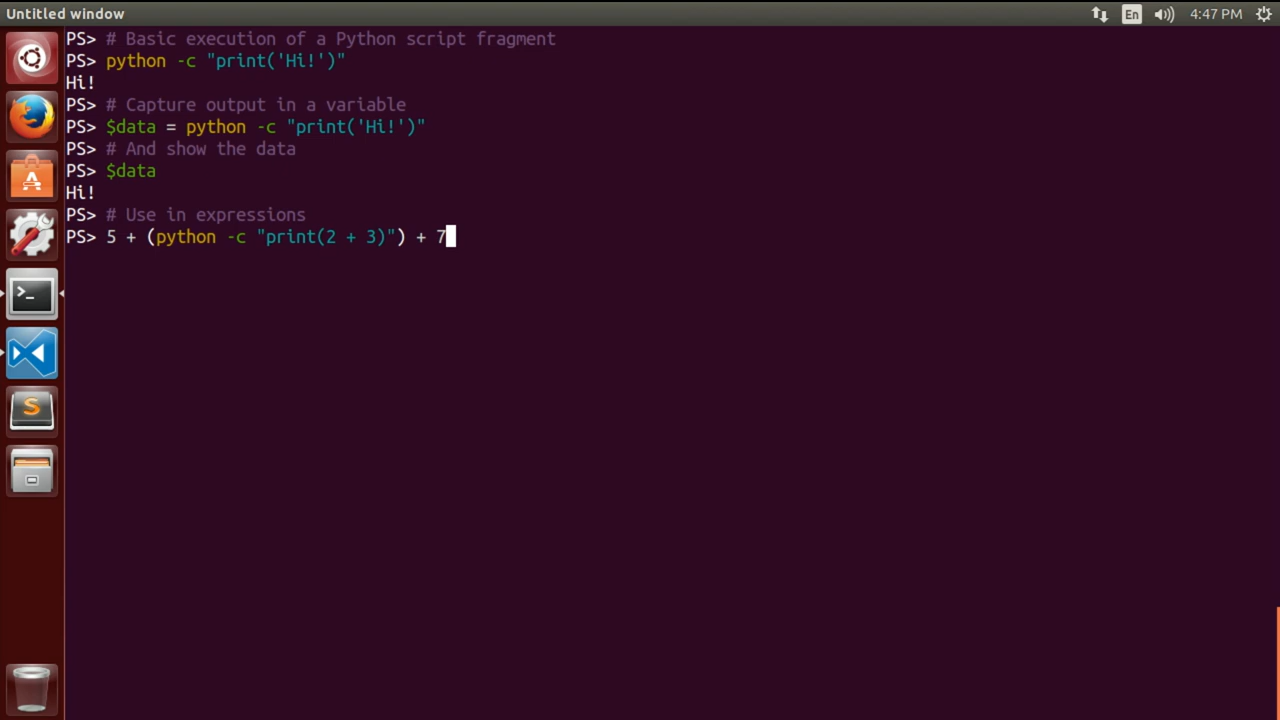 Untitled window
En
4:47 PM
PS> # Basic execution of a Python script fragment
PS> python -c "print('Hi!')"
Hi!
PS> # Capture output in a variable
PS> $data = python -c "print('Hi!')"
PS> # And show the data
PS> $data
Hi!
PS> # Use in expressions
PS> 5 + (python -c "print(2 + 3)") + 7